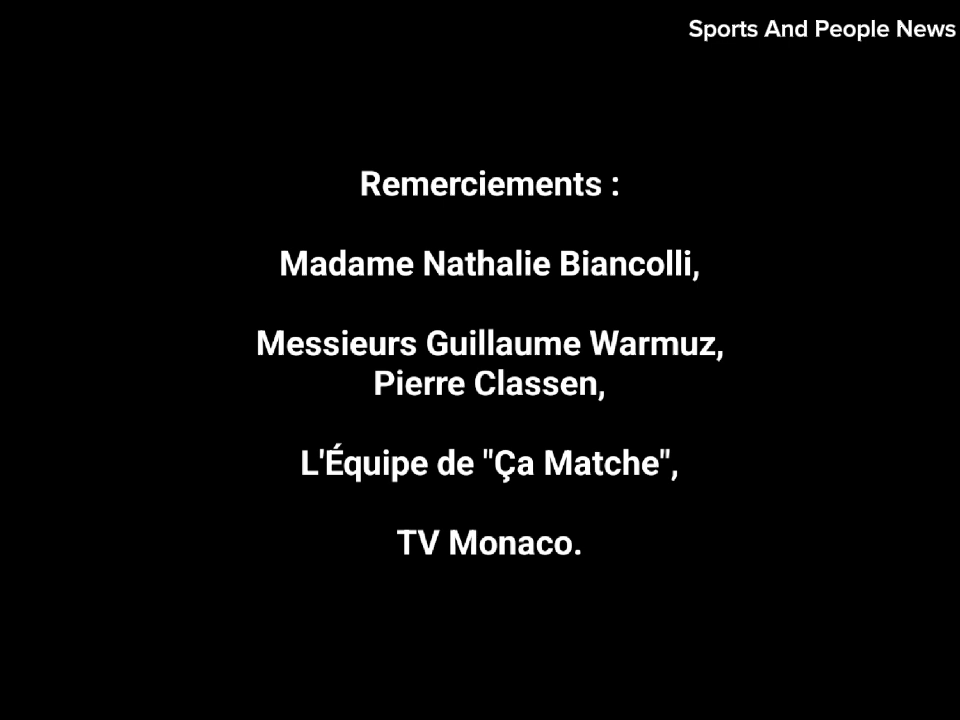 Sports And People News
Remerciements :
Madame Nathalie Biancolli,
Messieurs Guillaume Warmuz,
Pierre Classen,
L'Équipe de "Ça Matche",
TV Monaco.